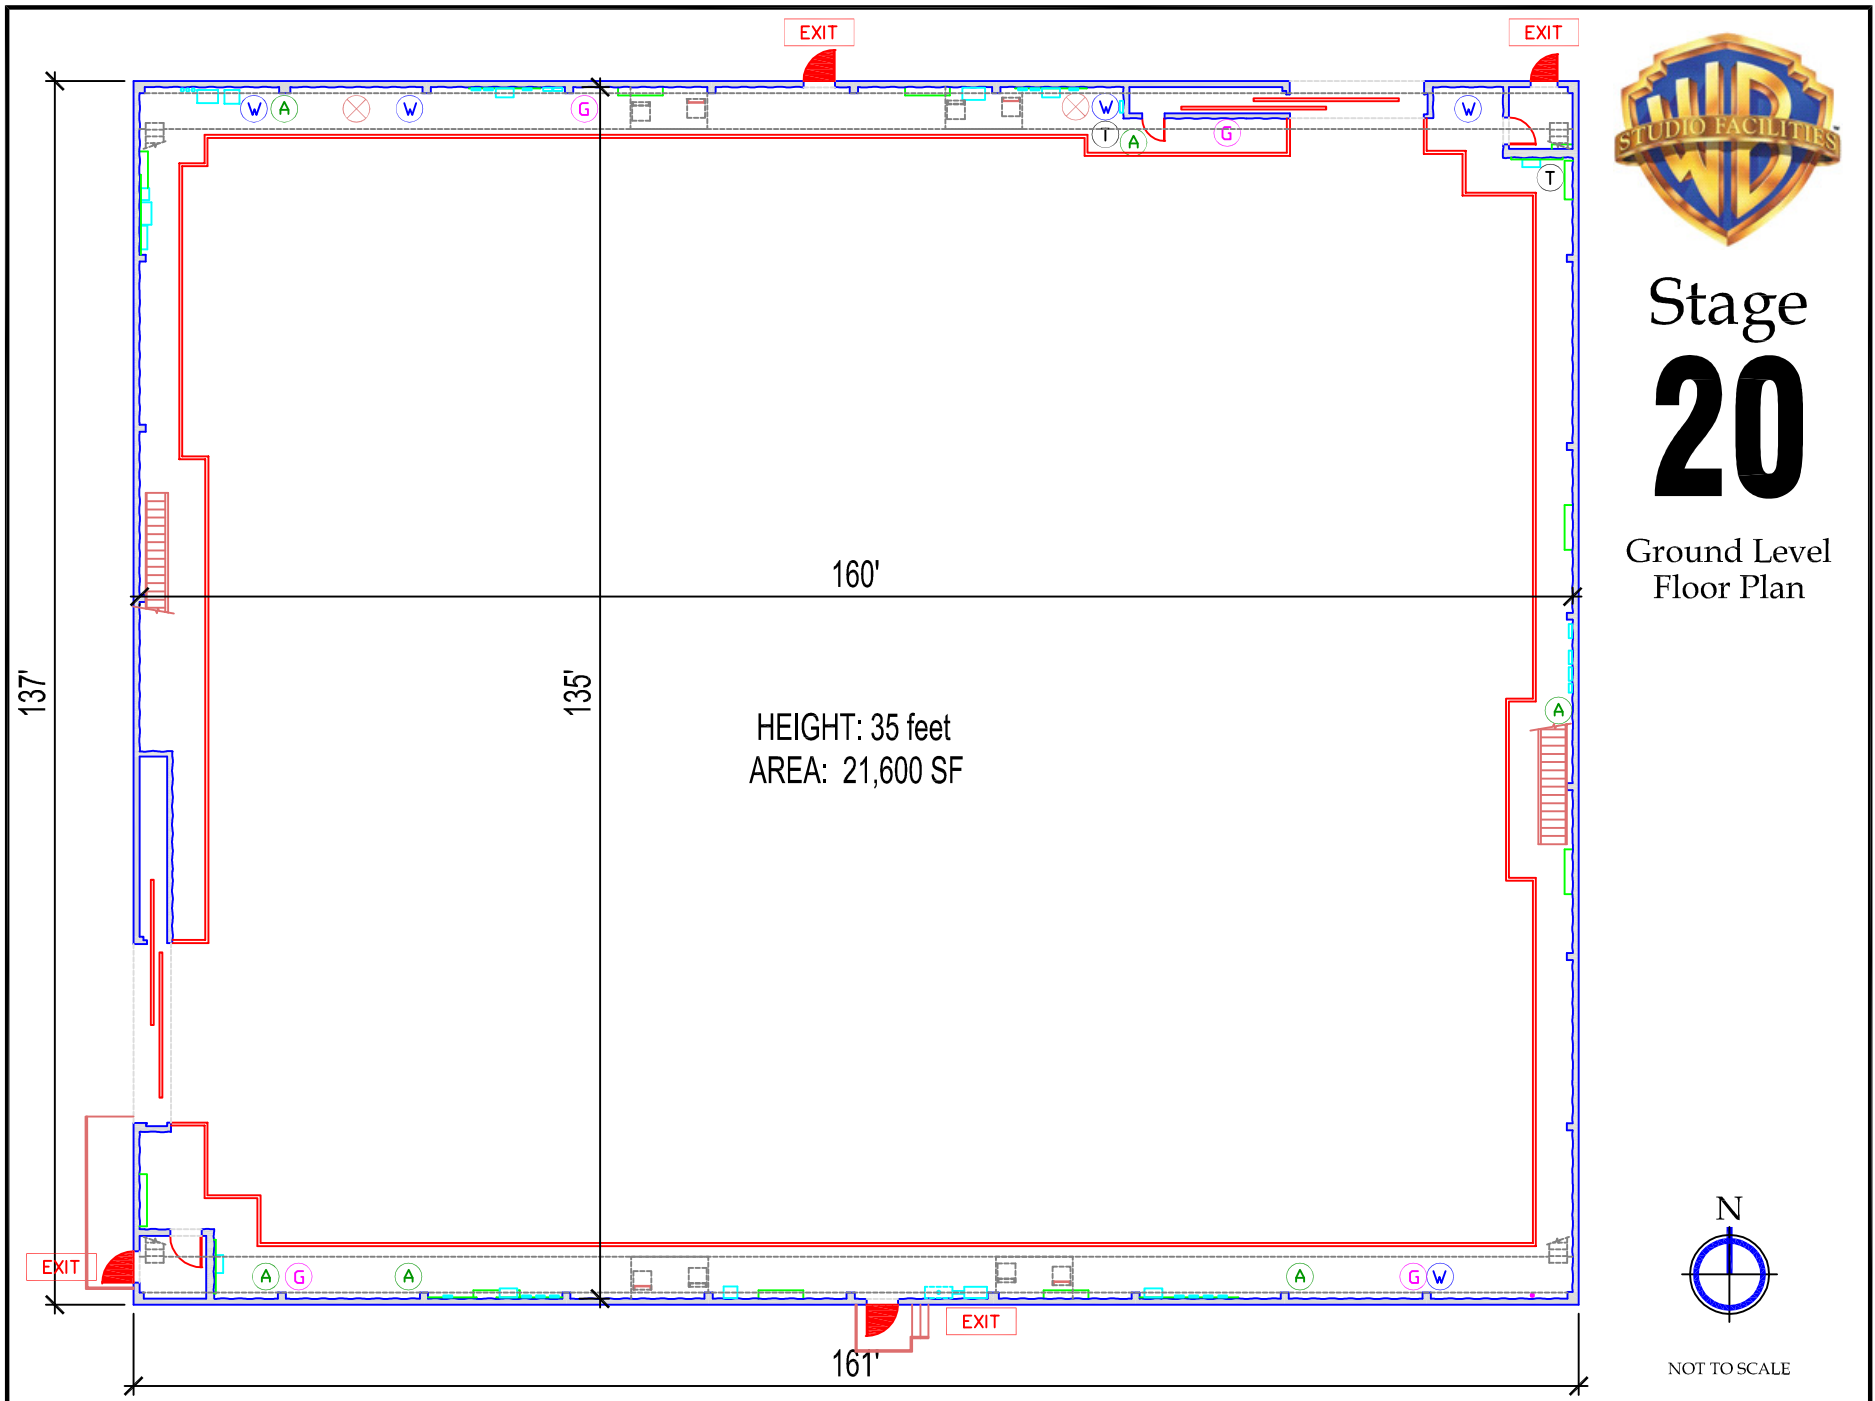 EXIT
EXIT
W
A
W
G
W
T
A
G
W
T
WB
STUDIO FACILITIES
™
Stage
20
Ground Level
Floor Plan
160'
137'
135'
HEIGHT: 35 feet
AREA: 21,600 SF
A
N
EXIT
A
G
A
A
G
W
EXIT
161'
NOT TO SCALE